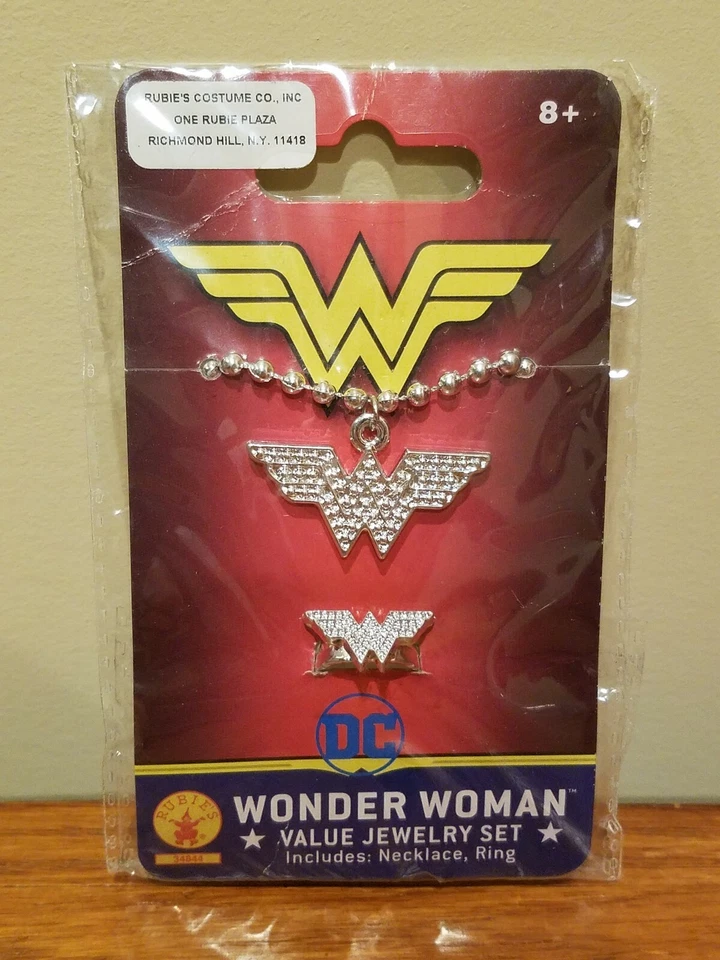 RUBIE'S COSTUME CO., INC
ONE RUBIE PLAZA
RICHMOND HILL, N.Y. 11418
8+
DC
RUBIE'S
34844
WONDER WOMAN™
VALUE JEWELRY SET
Includes: Necklace, Ring